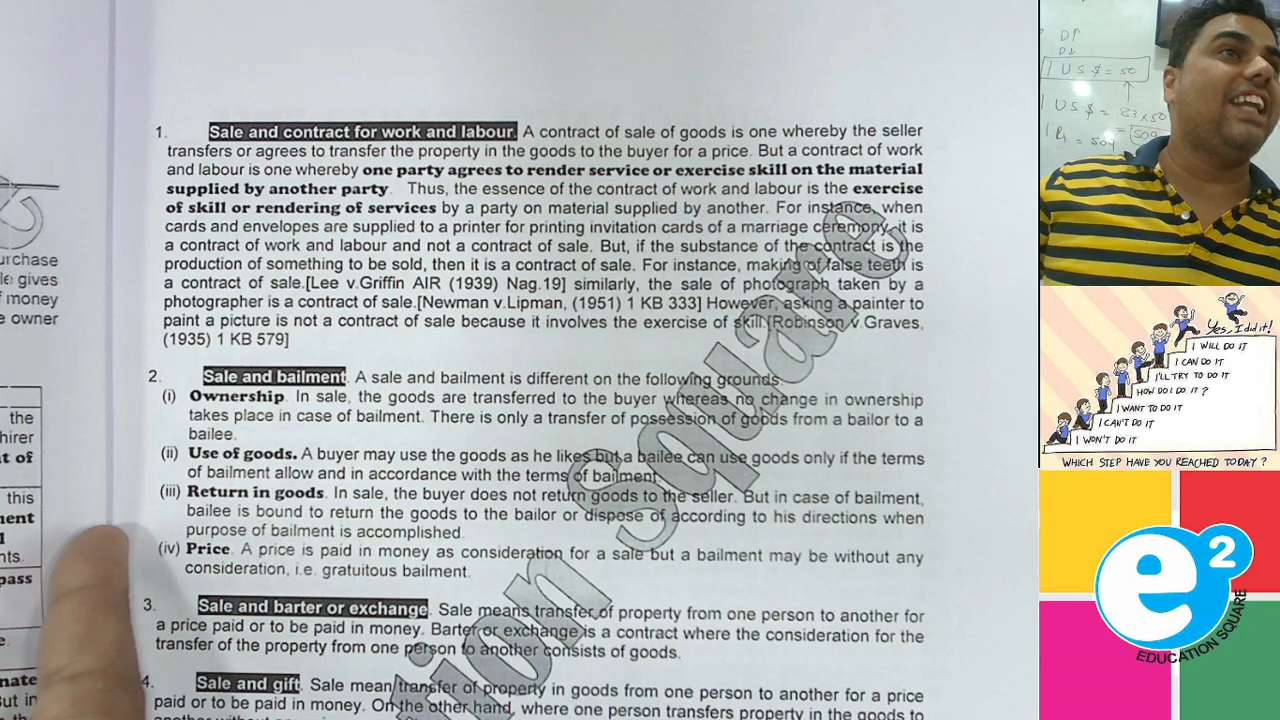 1. Sale and contract for work and labour. A contract of sale of goods is one whereby the seller
transfers or agrees to transfer the property in the goods to the buyer for a price. But a contract of work
and labour is one whereby one party agrees to render service or exercise skill on the material
supplied by another party. Thus, the essence of the contract of work and labour is the exercise
of skill or rendering of services by a party on material supplied by another. For instance, when
cards and envelopes are supplied to a printer for printing invitation cards of a marriage ceremony, it is
a contract of work and labour and not a contract of sale. But, if the substance of the contract is the
production of something to be sold, then it is a contract of sale. For instance, making of false teeth is
a contract of sale.[Lee v.Griffin AIR (1939) Nag.19] similarly, the sale of photograph taken by a
photographer is a contract of sale.[Newman v.Lipman, (1951) 1 KB 333] However, asking a painter to
paint a picture is not a contract of sale because it involves the exercise of skill.[Robinson v.Graves,
(1935) 1 KB 579]
2. Sale and bailment. A sale and bailment is different on the following grounds.
(i) Ownership. In sale, the goods are transferred to the buyer whereas no change in ownership
takes place in case of bailment. There is only a transfer of possession of goods from a bailor to a
bailee.
(ii) Use of goods. A buyer may use the goods as he likes but a bailee can use goods only if the terms
of bailment allow and in accordance with the terms of bailment.
(iii) Return in goods. In sale, the buyer does not return goods to the seller. But in case of bailment,
bailee is bound to return the goods to the bailor or dispose of according to his directions when
purpose of bailment is accomplished.
(iv) Price. A price is paid in money as consideration for a sale but a bailment may be without any
consideration, i.e. gratuitous bailment.
3. Sale and barter or exchange. Sale means transfer of property from one person to another for
a price paid or to be paid in money. Barter or exchange is a contract where the consideration for the
transfer of the property from one person to another consists of goods.
4. Sale and gift. Sale mean transfer of property in goods from one person to another for a price
paid or to be paid in money. On the other hand, where one person transfers property in the goods to
gives
money
owner
the
hirer
this
pass
But in
Square
D↑
D↓
1 US $ = 50
1 US $ = 83 x 50
Yes, I did it!
I WILL DO IT
I CAN DO IT
I'LL TRY TO DO IT
HOW DO I DO IT?
I WANT TO DO IT
I CAN'T DO IT
I WON'T DO IT
WHICH STEP HAVE YOU REACHED TODAY?
e2
EDUCATION SQUARE